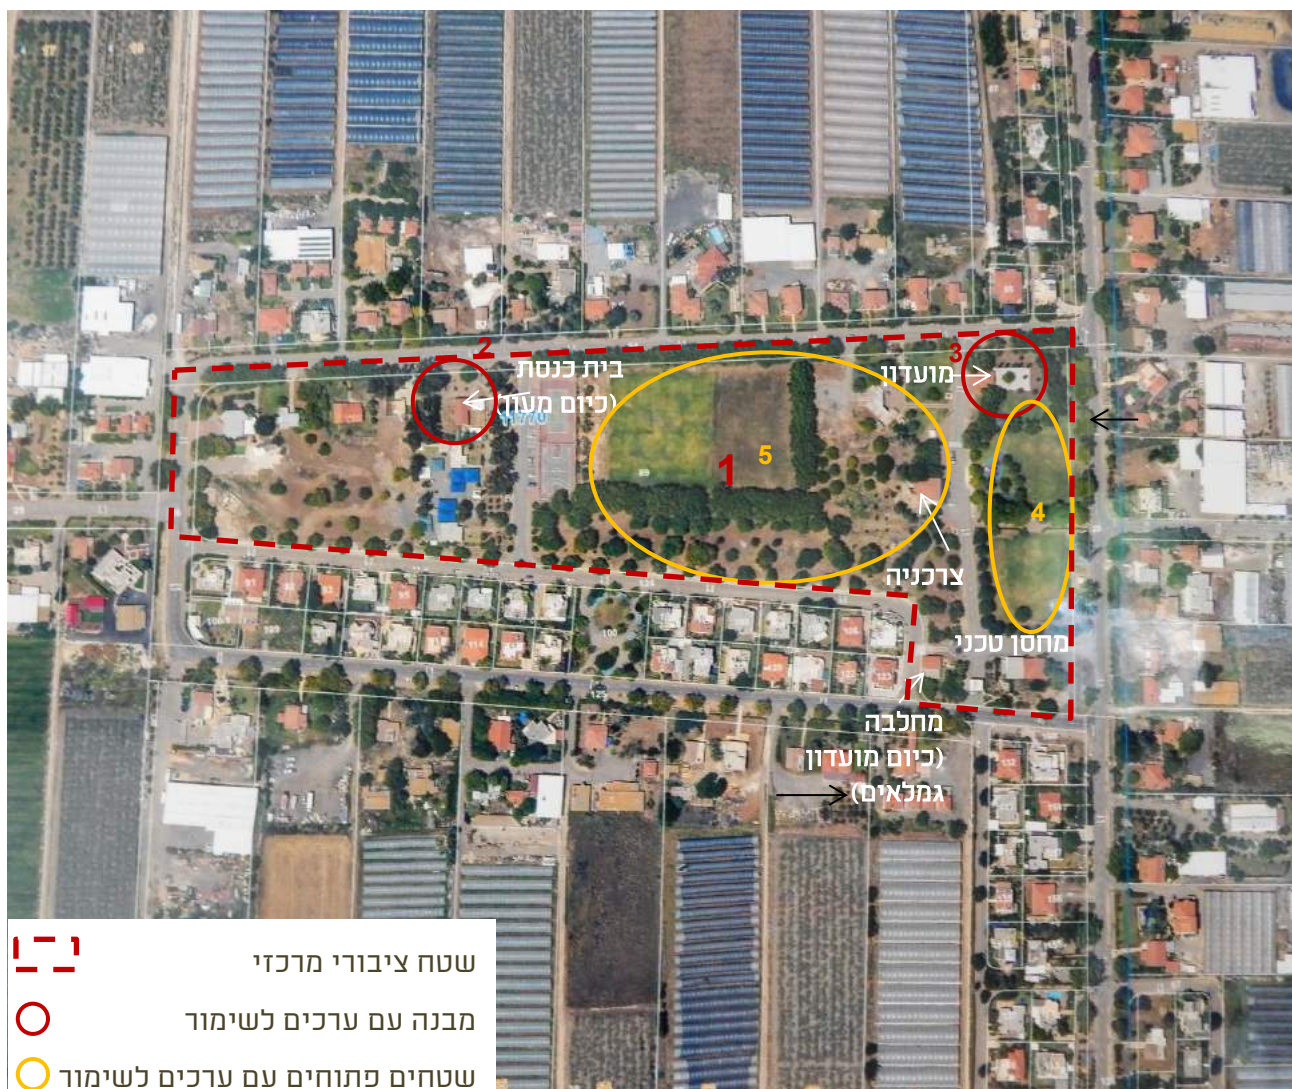 2
בית כנסת
(כיום מעון)
3
מועדון
1
5
4
צרכניה
מחסן טכני
מחלבה
(כיום מועדון
גמלאים)
שטח ציבורי מרכזי
מבנה עם ערכים לשימור
שטחים פתוחים עם ערכים לשימור